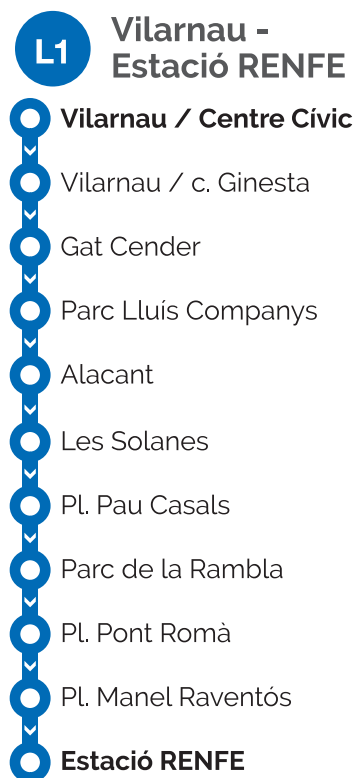 L1
Vilarnau -
Estació RENFE
Vilarnau / Centre Cívic
Vilarnau / c. Ginesta
Gat Cender
Parc Lluís Companys
Alacant
Les Solanes
Pl. Pau Casals
Parc de la Rambla
Pl. Pont Romà
Pl. Manel Raventós
Estació RENFE